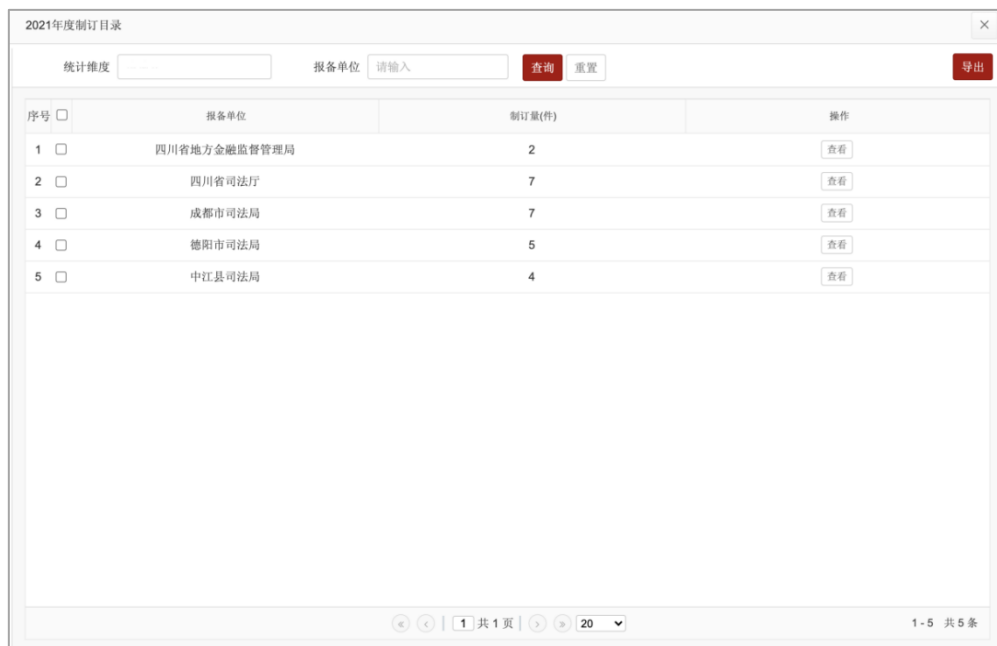 2021年度制订目录 ×
统计维度 报备单位 请输入 查询 重置 导出
序号 报备单位 制订量(件) 操作
1 四川省地方金融监督管理局 2 查看
2 四川省司法厅 7 查看
3 成都市司法局 7 查看
4 德阳市司法局 5 查看
5 中江县司法局 4 查看
1 共1页 20 1-5 共5条